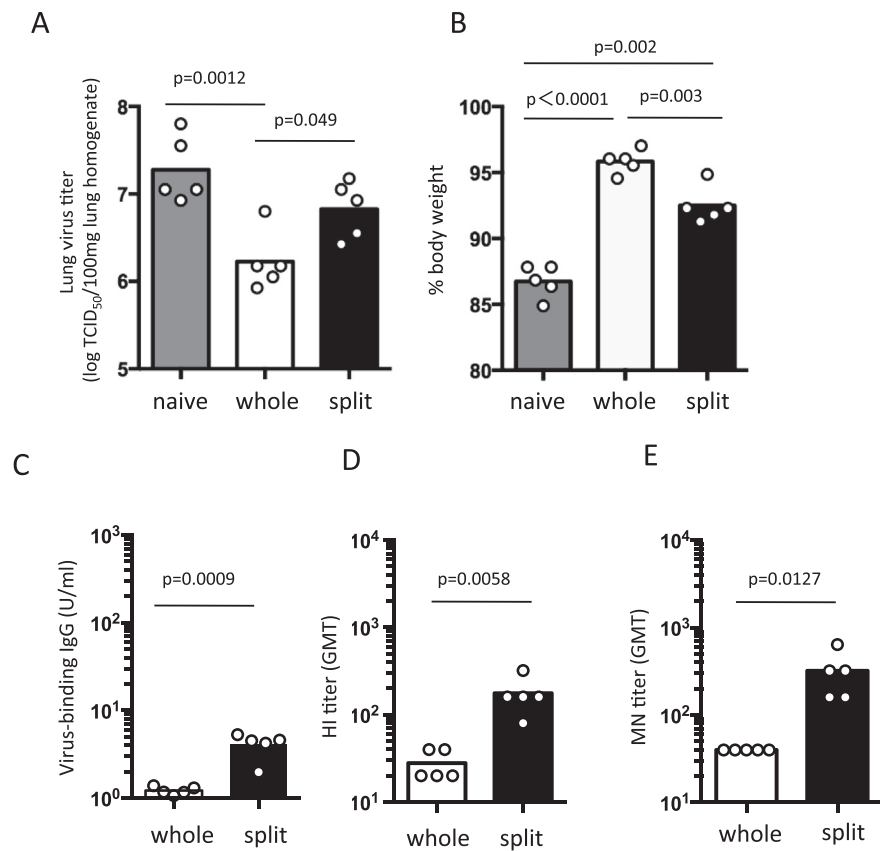 A
p=0.0012
p=0.049
8
7
6
5
Lung virus titer
(log TCID50/100mg lung homogenate)
naive whole split
B
p=0.002
p<0.0001 p=0.003
100
95
90
85
80
% body weight
naive whole split
C
p=0.0009
10³
10²
10¹
10⁰
Virus-binding IgG (U/ml)
whole split
D
p=0.0058
10⁴
10³
10²
10¹
HI titer (GMT)
whole split
E
p=0.0127
10⁴
10³
10²
10¹
MN titer (GMT)
whole split